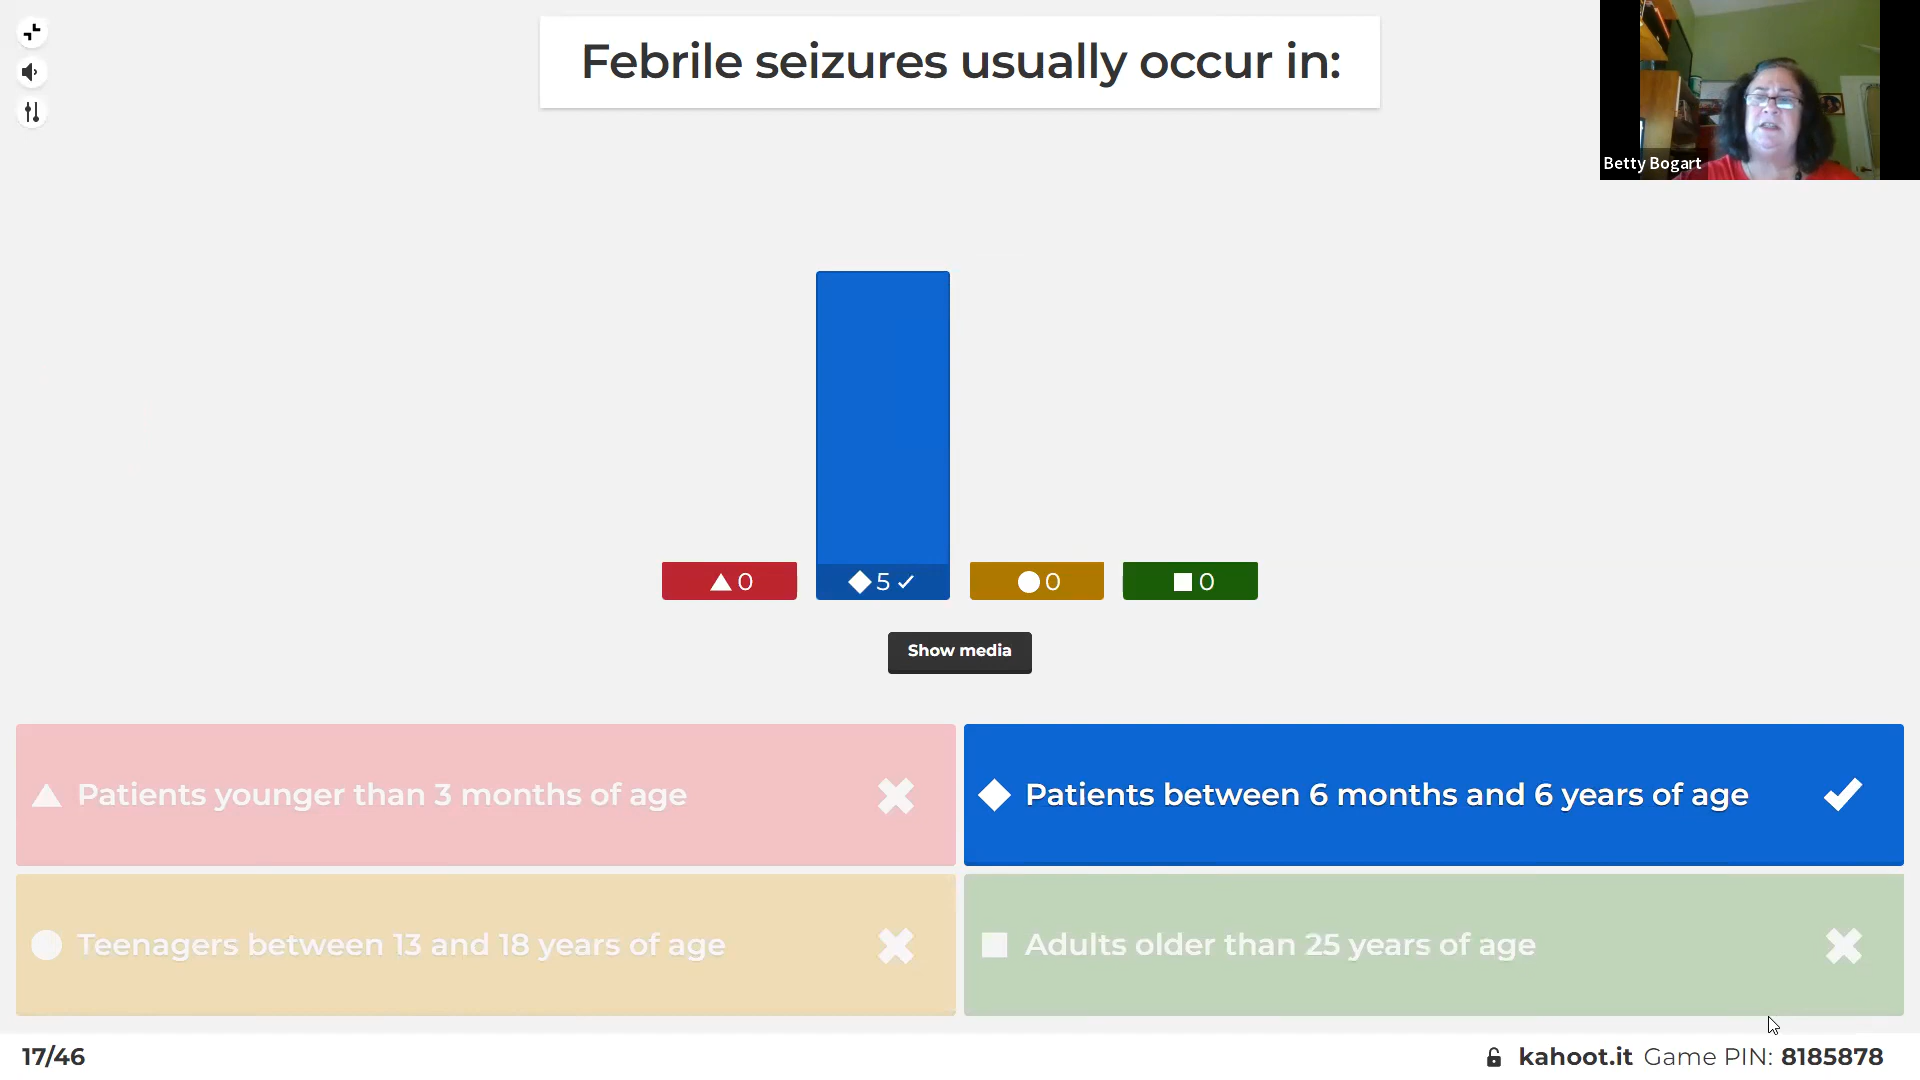 Febrile seizures usually occur in:
Betty Bogart
0
5
0
0
Show media
Patients younger than 3 months of age
Patients between 6 months and 6 years of age
Teenagers between 13 and 18 years of age
Adults older than 25 years of age
17/46
kahoot.it Game PIN: 8185878